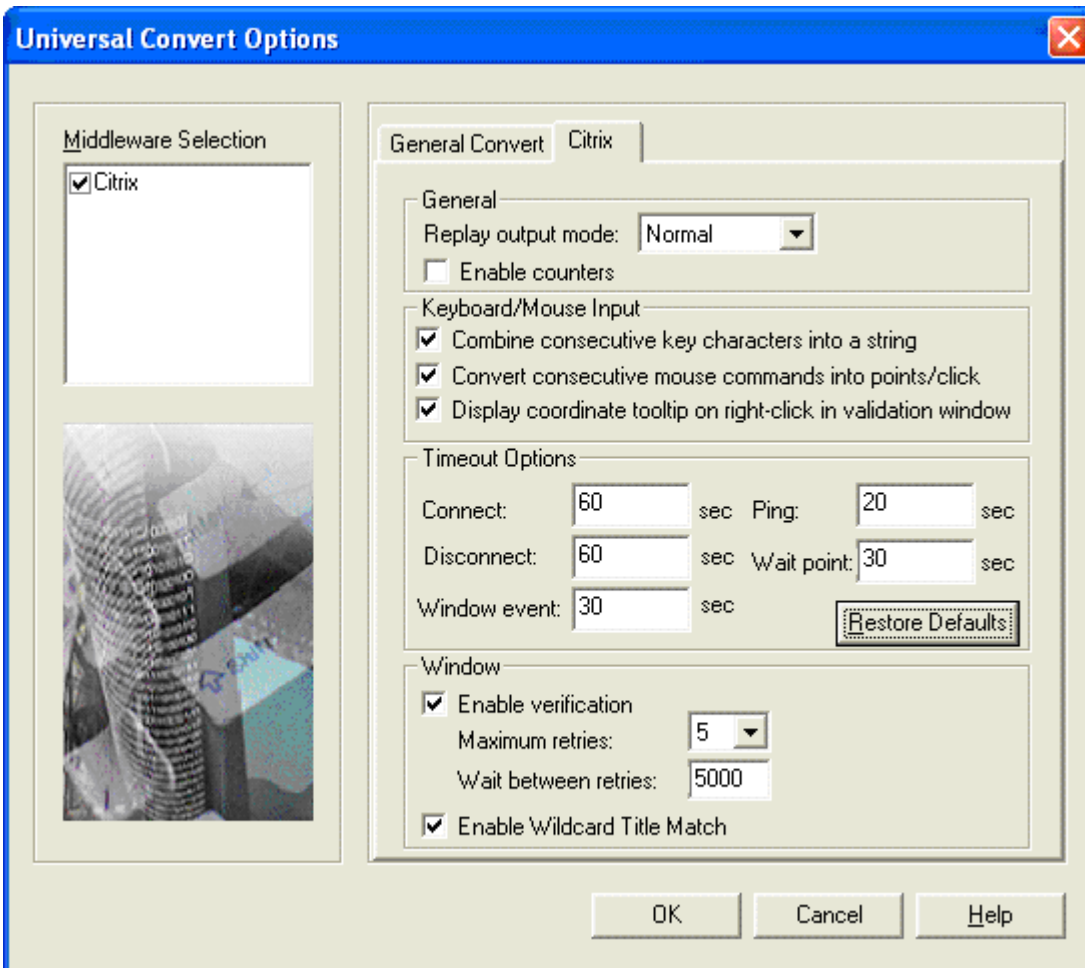 Universal Convert Options
Middleware Selection
Citrix
General Convert
Citrix
General
Replay output mode: Normal
Enable counters
Keyboard/Mouse Input
Combine consecutive key characters into a string
Convert consecutive mouse commands into points/click
Display coordinate tooltip on right-click in validation window
Timeout Options
Connect: 60 sec Ping: 20 sec
Disconnect: 60 sec Wait point: 30 sec
Window event: 30 sec
Restore Defaults
Window
Enable verification
Maximum retries: 5
Wait between retries: 5000
Enable Wildcard Title Match
Shift
OK Cancel Help